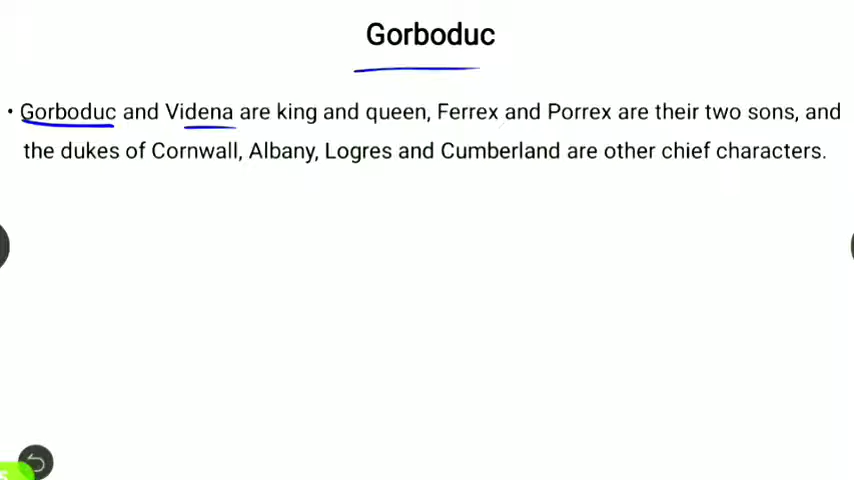 Gorboduc
• Gorboduc and Videna are king and queen, Ferrex and Porrex are their two sons, and
the dukes of Cornwall, Albany, Logres and Cumberland are other chief characters.